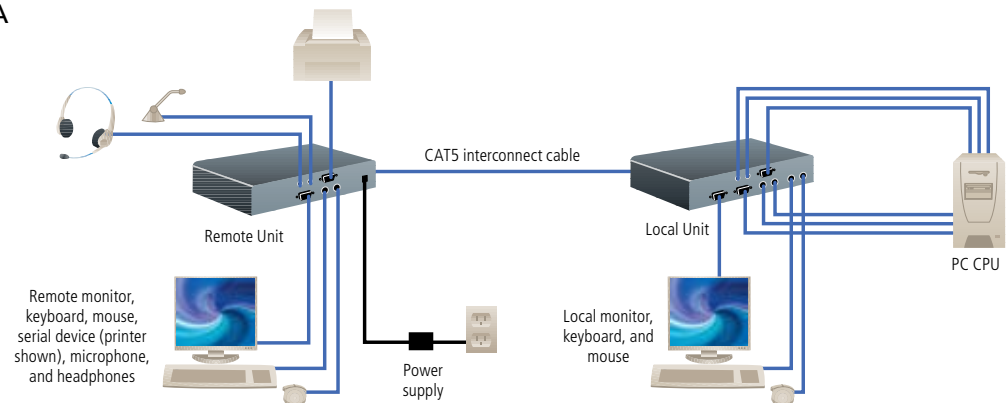 A
CAT5 interconnect cable
Remote Unit
Local Unit
PC CPU
Remote monitor,
keyboard, mouse,
serial device (printer
shown), microphone,
and headphones
Local monitor,
keyboard, and
mouse
Power
supply